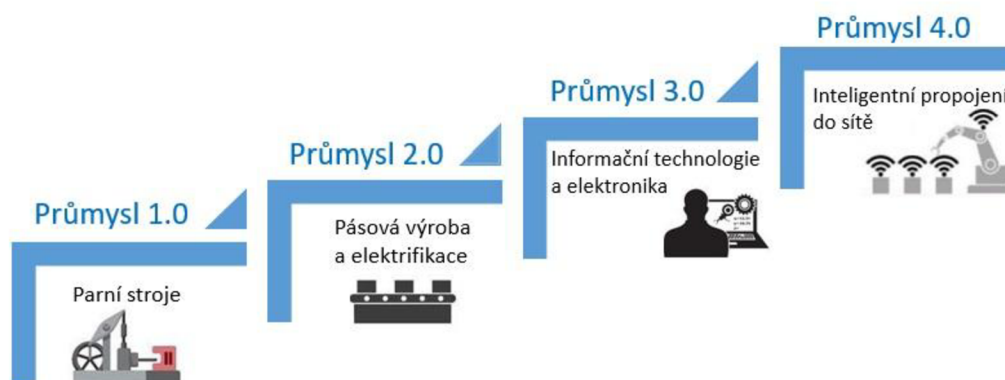 Průmysl 1.0
Parní stroje
Průmysl 2.0
Pásová výroba
a elektrifikace
Průmysl 3.0
Informační technologie
a elektronika
Průmysl 4.0
Inteligentní propojení
do sítě